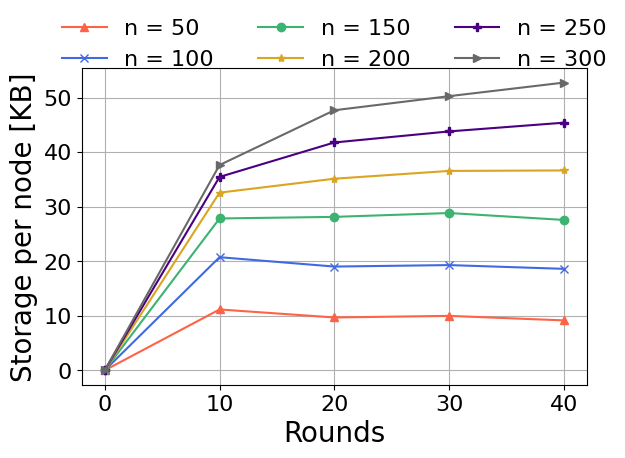 n = 50 n = 150 n = 250
n = 100 n = 200 n = 300
Storage per node [KB]
50
40
30
20
10
0
0 10 20 30 40
Rounds